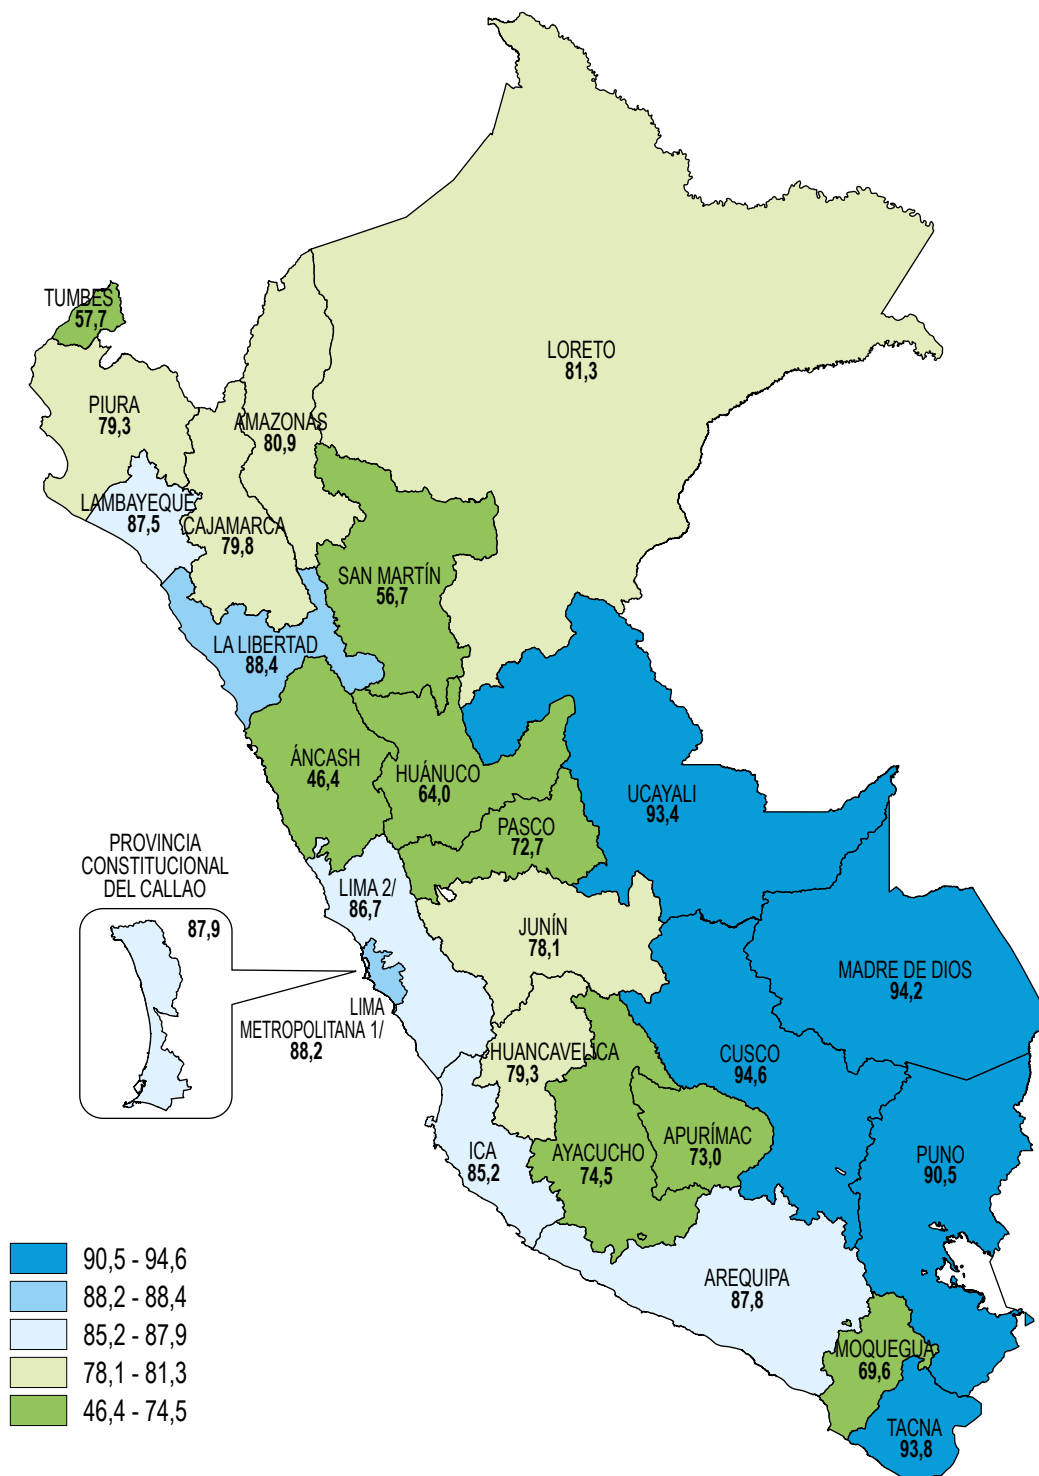 TUMBES
57,7
LORETO
81,3
PIURA
79,3
AMAZONAS
80,9
LAMBAYEQUE
87,5
CAJAMARCA
79,8
SAN MARTÍN
56,7
LA LIBERTAD
88,4
ÁNCASH
46,4
HUÁNUCO
64,0
UCAYALI
93,4
PASCO
72,7
PROVINCIA
CONSTITUCIONAL
DEL CALLAO
87,9
LIMA 2/
86,7
JUNÍN
78,1
MADRE DE DIOS
94,2
LIMA
METROPOLITANA 1/
88,2
HUANCAVELICA
79,3
CUSCO
94,6
ICA
85,2
AYACUCHO
74,5
APURÍMAC
73,0
PUNO
90,5
AREQUIPA
87,8
MOQUEGUA
69,6
TACNA
93,8
90,5 - 94,6
88,2 - 88,4
85,2 - 87,9
78,1 - 81,3
46,4 - 74,5